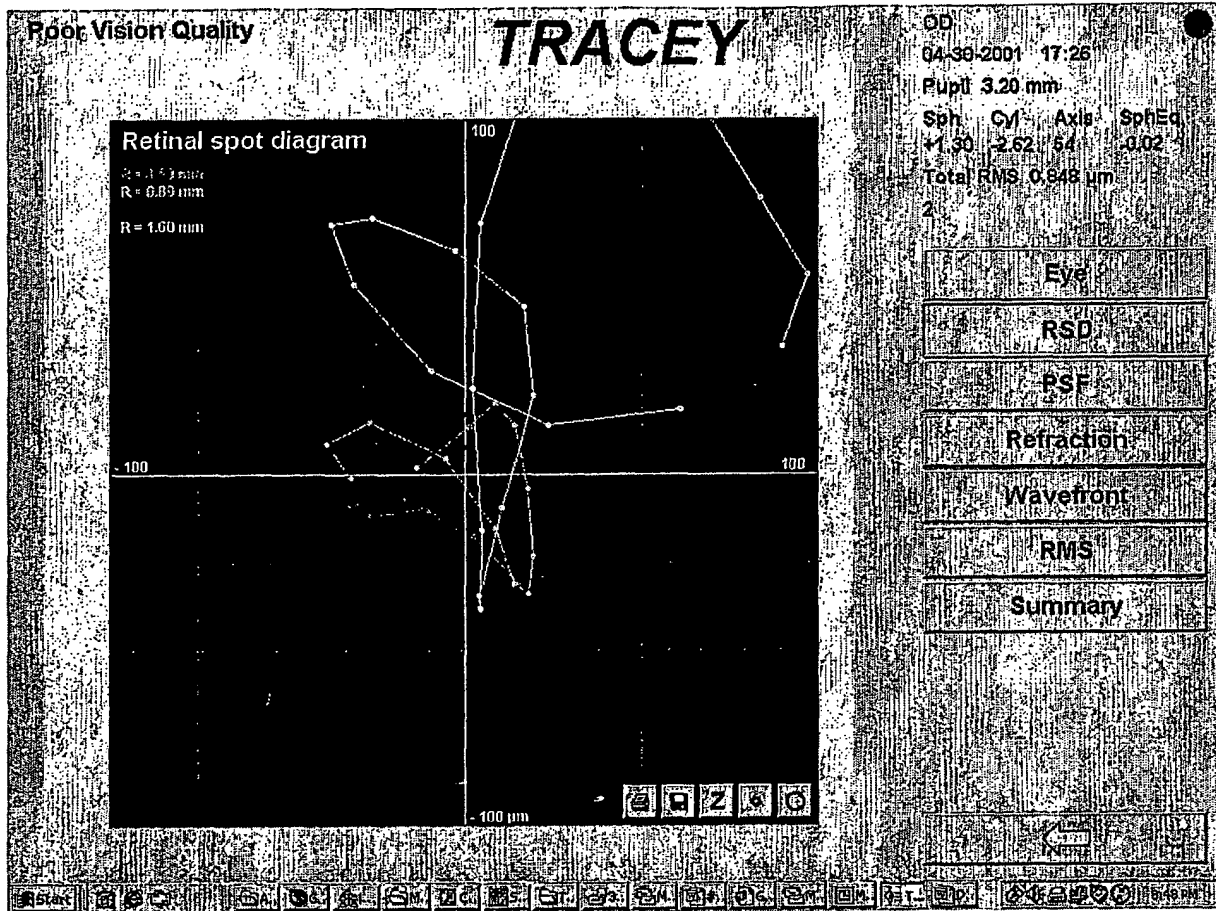 Poor Vision Quality
TRACEY
OD
04-30-2001 17:26
Pupil 3.20 mm
Sph Cyl Axis SphEq
+1.30 -2.62 54 -0.02
Total RMS 0.848 µm
2
Retinal spot diagram
R = 0.89 mm
R = 1.60 mm
100
- 100
100
- 100 µm
Z
Eye
RSD
PSF
Refraction
Wavefront
RMS
Summary
Start